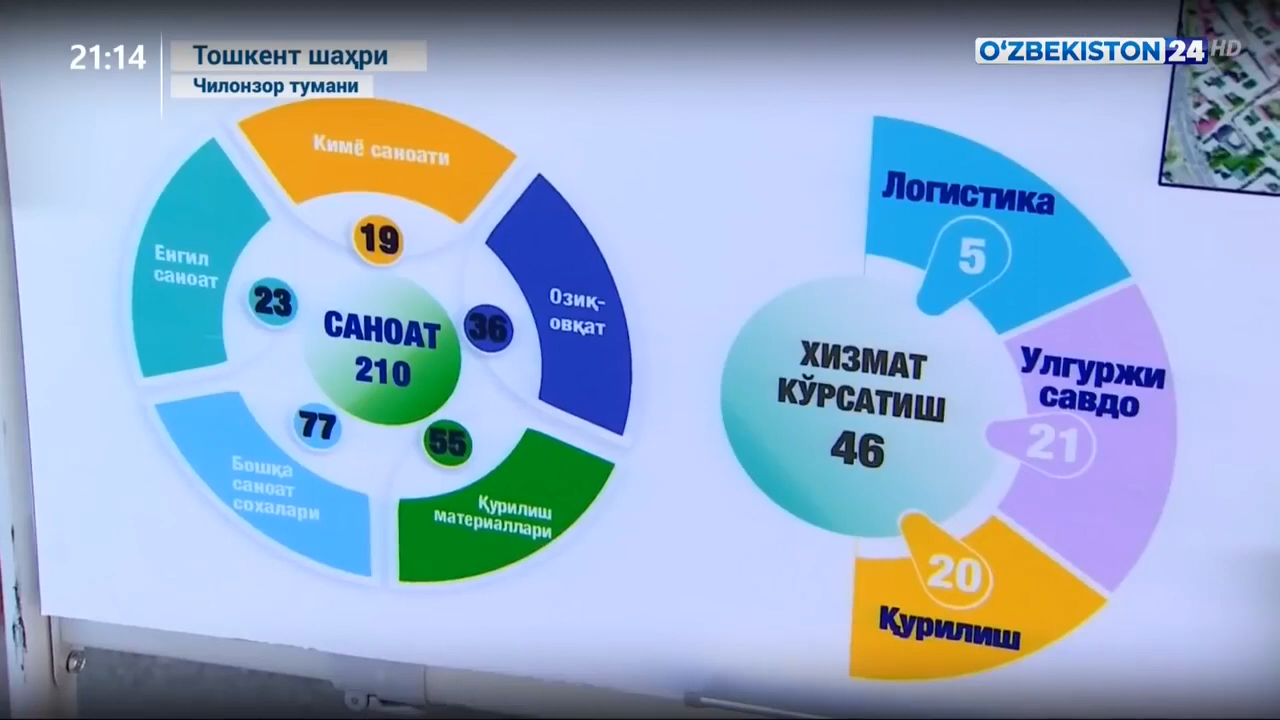 21:14
Тошкент шаҳри
Чилонзор тумани
O‘ZBEKISTON 24 HD
Кимё саноати
19
Енгил
саноат
23
Озиқ-
овқат
36
САНОАТ
210
77
Бошқа
саноат
соҳалари
55
Қурилиш
материаллари
Логистика
5
ХИЗМАТ
КЎРСАТИШ
46
Улгуржи
савдо
21
20
Қурилиш